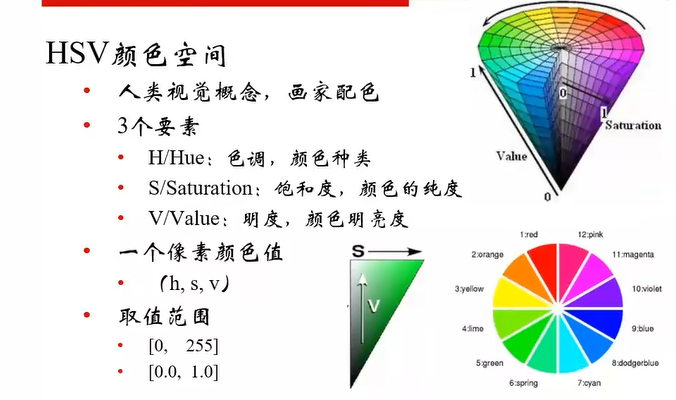 HSV颜色空间
• 人类视觉概念，画家配色
• 3个要素
• H/Hue：色调，颜色种类
• S/Saturation：饱和度，颜色的纯度
• V/Value：明度，颜色明亮度
• 一个像素颜色值
• （h, s, v）
• 取值范围
• [0, 255]
• [0.0, 1.0]
1
0
1
Saturation
Value
0
S
V
1:red
12:pink
2:orange
11:magenta
3:yellow
10:violet
4:lime
9:blue
5:green
8:dodgerblue
6:spring
7:cyan